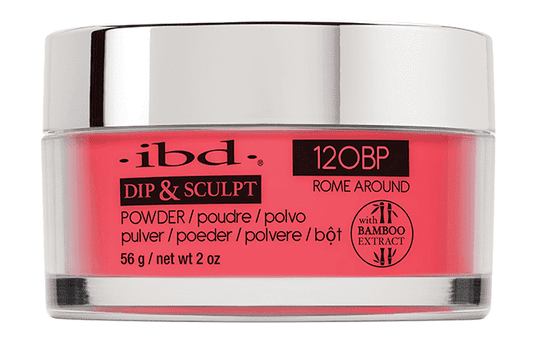 ·ibd·®
DIP & SCULPT
POWDER / poudre / polvo
pulver / poeder / polvere / bột
56 g / net wt 2 oz
120BP
ROME AROUND
with
BAMBOO
EXTRACT